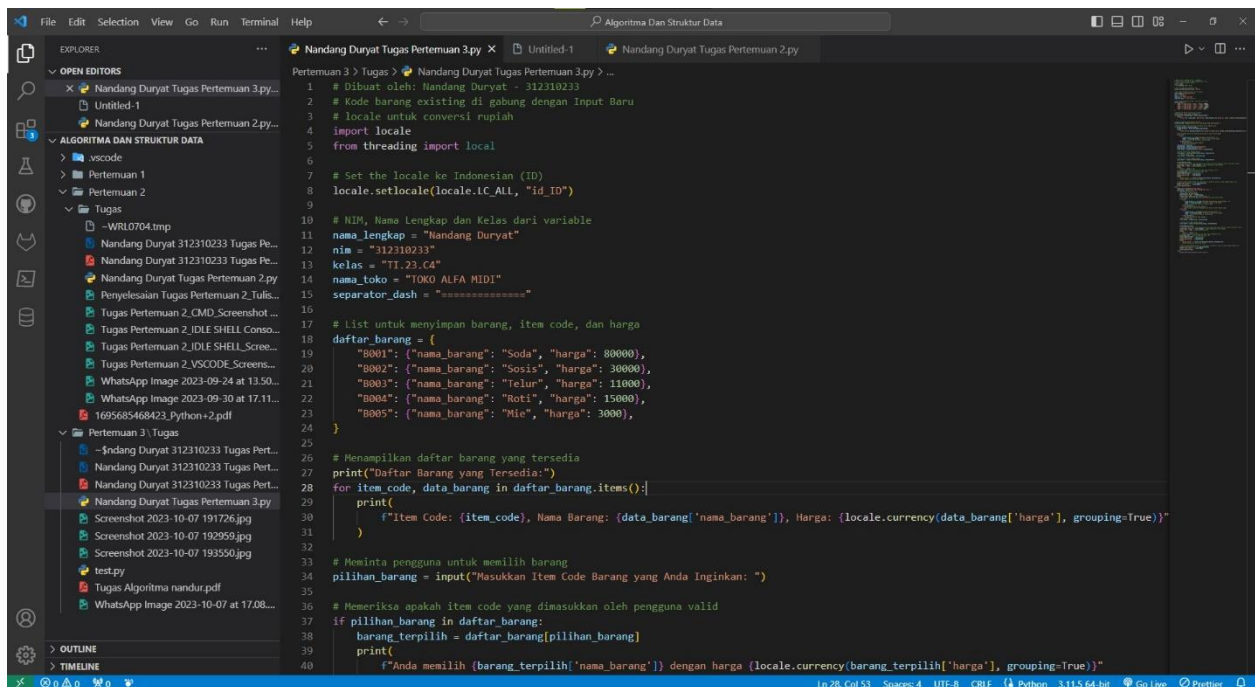 File Edit Selection View Go Run Terminal Help
Algoritma Dan Struktur Data
EXPLORER
OPEN EDITORS
Nandang Duryat Tugas Pertemuan 3.py...
Untitled-1
Nandang Duryat Tugas Pertemuan 2.py...
ALGORITMA DAN STRUKTUR DATA
.vscode
Pertemuan 1
Pertemuan 2
Tugas
~WRL0704.tmp
Nandang Duryat 312310233 Tugas Pe...
Nandang Duryat 312310233 Tugas Pe...
Nandang Duryat Tugas Pertemuan 2.py
Penyelesaian Tugas Pertemuan 2_Tulis...
Tugas Pertemuan 2_CMD_Screenshot ...
Tugas Pertemuan 2_IDLE SHELL Conso...
Tugas Pertemuan 2_IDLE SHELL_Scree...
Tugas Pertemuan 2_VSCODE_Screens...
WhatsApp Image 2023-09-24 at 13.50...
WhatsApp Image 2023-09-30 at 17.11...
1695685468423_Python+2.pdf
Pertemuan 3\Tugas
~$ndang Duryat 312310233 Tugas Pert...
Nandang Duryat 312310233 Tugas Pert...
Nandang Duryat 312310233 Tugas Pert...
Nandang Duryat Tugas Pertemuan 3.py
Screenshot 2023-10-07 191726.jpg
Screenshot 2023-10-07 192959.jpg
Screenshot 2023-10-07 193550.jpg
test.py
Tugas Algoritma nandur.pdf
WhatsApp Image 2023-10-07 at 17.08....
OUTLINE
TIMELINE
3
Nandang Duryat Tugas Pertemuan 3.py Untitled-1 Nandang Duryat Tugas Pertemuan 2.py
Pertemuan 3 > Tugas > Nandang Duryat Tugas Pertemuan 3.py > ...
1 # Dibuat oleh: Nandang Duryat - 312310233
2 # Kode barang existing di gabung dengan Input Baru
3 # locale untuk conversi rupiah
4 import locale
5 from threading import local
6
7 # Set the locale ke Indonesian (ID)
8 locale.setlocale(locale.LC_ALL, "id_ID")
9
10 # NIM, Nama Lengkap dan Kelas dari variable
11 nama_lengkap = "Nandang Duryat"
12 nim = "312310233"
13 kelas = "TI.23.C4"
14 nama_toko = "TOKO ALFA MIDI"
15 separator_dash = "=============="
16
17 # List untuk menyimpan barang, item code, dan harga
18 daftar_barang = {
19 "B001": {"nama_barang": "Soda", "harga": 80000},
20 "B002": {"nama_barang": "Sosis", "harga": 30000},
21 "B003": {"nama_barang": "Telur", "harga": 11000},
22 "B004": {"nama_barang": "Roti", "harga": 15000},
23 "B005": {"nama_barang": "Mie", "harga": 3000},
24 }
25
26 # Menampilkan daftar barang yang tersedia
27 print("Daftar Barang yang Tersedia:")
28 for item_code, data_barang in daftar_barang.items():
29 print(
30 f"Item Code: {item_code}, Nama Barang: {data_barang['nama_barang']}, Harga: {locale.currency(data_barang['harga'], grouping=True)}"
31 )
32
33 # Meminta pengguna untuk memilih barang
34 pilihan_barang = input("Masukkan Item Code Barang yang Anda Inginkan: ")
35
36 # Memeriksa apakah item code yang dimasukkan oleh pengguna valid
37 if pilihan_barang in daftar_barang:
38 barang_terpilih = daftar_barang[pilihan_barang]
39 print(
40 f"Anda memilih {barang_terpilih['nama_barang']} dengan harga {locale.currency(barang_terpilih['harga'], grouping=True)}"
0 0 0 Ln 28, Col 53 Spaces: 4 UTF-8 CRLF Python 3.11.5 64-bit Go Live Prettier